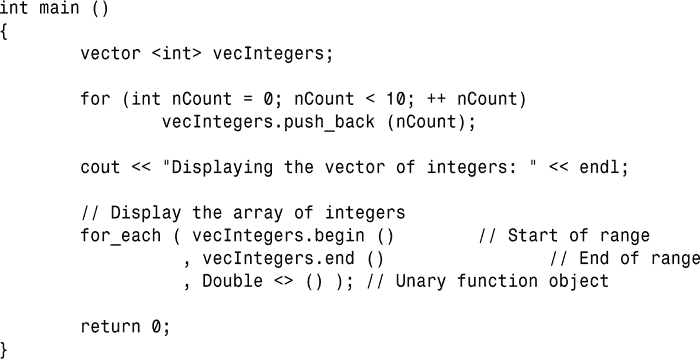 int main ()
{
vector <int> vecIntegers;
for (int nCount = 0; nCount < 10; ++ nCount)
vecIntegers.push_back (nCount);
cout << "Displaying the vector of integers: " << endl;
// Display the array of integers
for_each ( vecIntegers.begin () // Start of range
, vecIntegers.end () // End of range
, Double <> () ); // Unary function object
return 0;
}